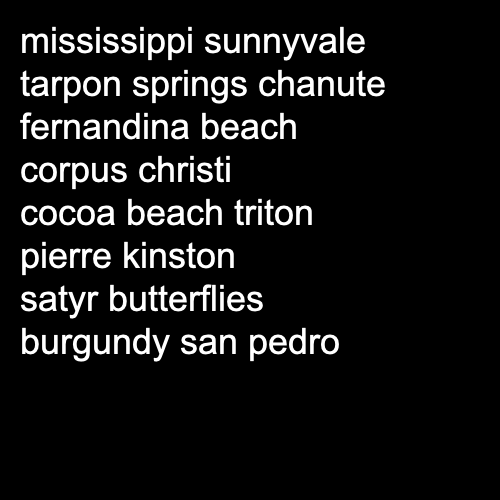 mississippi sunnyvale
tarpon springs chanute
fernandina beach
corpus christi
cocoa beach triton
pierre kinston
satyr butterflies
burgundy san pedro